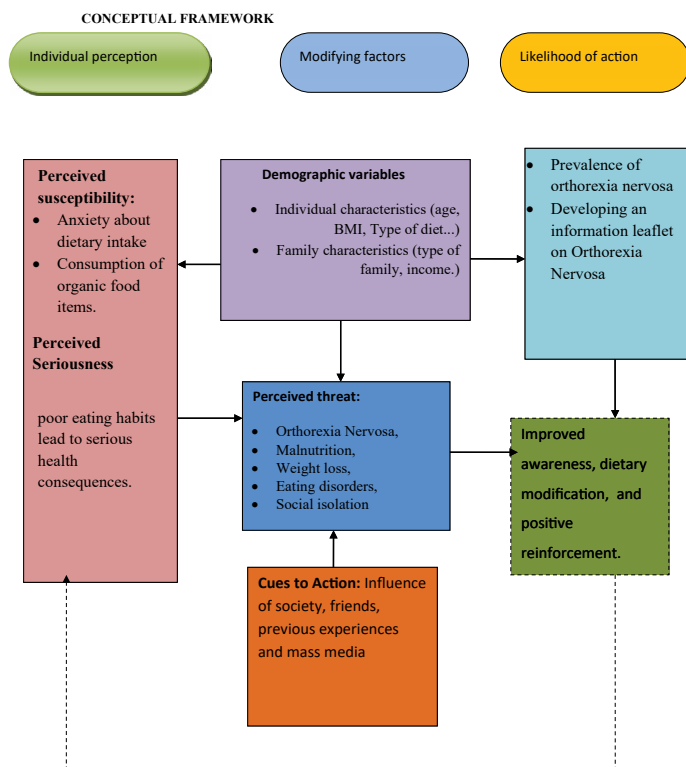 CONCEPTUAL FRAMEWORK
Individual perception
Modifying factors
Likelihood of action
Perceived
susceptibility:
• Anxiety about
dietary intake
• Consumption of
organic food
items.
Perceived
Seriousness
poor eating habits
lead to serious
health
consequences.
Demographic variables
• Individual characteristics (age,
BMI, Type of diet...)
• Family characteristics (type of
family, income.)
• Prevalence of
orthorexia nervosa
• Developing an
information leaflet
on Orthorexia
Nervosa
Perceived threat:
• Orthorexia Nervosa,
• Malnutrition,
• Weight loss,
• Eating disorders,
• Social isolation
Improved
awareness, dietary
modification, and
positive
reinforcement.
Cues to Action: Influence
of society, friends,
previous experiences
and mass media